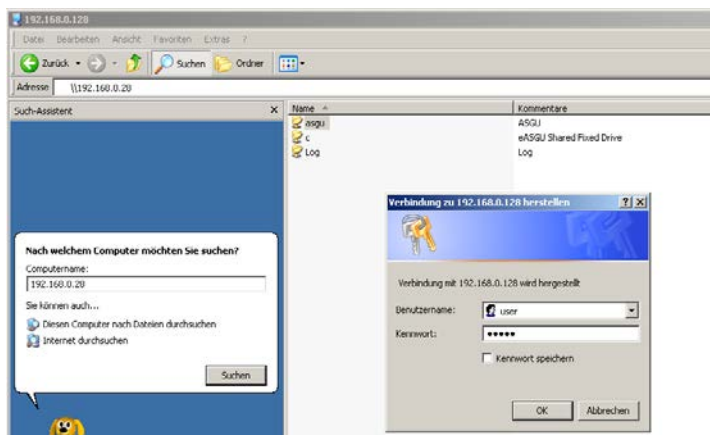 192.168.0.128
Datei Bearbeiten Ansicht Favoriten Extras ?
Zurück Suchen Ordner
Adresse \\192.168.0.28
Such-Assistent
Name Kommentare
asgu ASGU
c eASGU Shared Fixed Drive
Log Log
Nach welchem Computer möchten Sie suchen?
Computername:
192.168.0.28
Sie können auch...
Diesen Computer nach Dateien durchsuchen
Internet durchsuchen
Suchen
Verbindung zu 192.168.0.128 herstellen
Verbindung mit 192.168.0.128 wird hergestellt
Benutzername: user
Kennwort: •••••
Kennwort speichern
OK Abbrechen